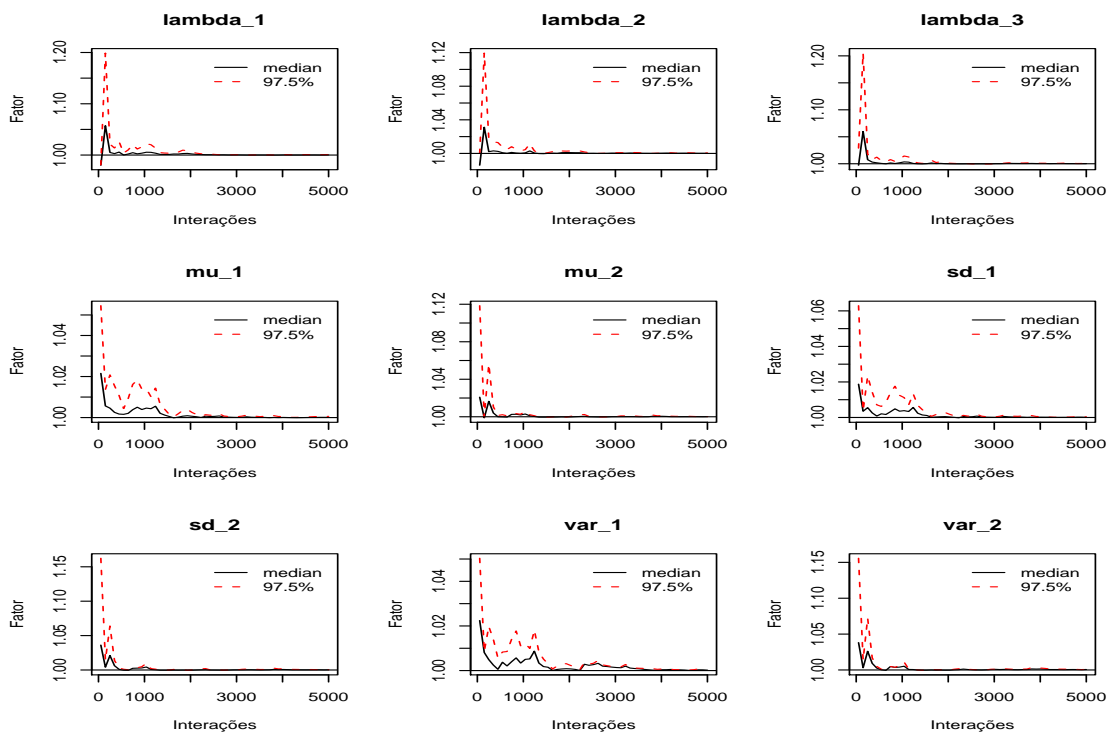 lambda_1
Fator
1.00 1.10 1.20
median
97.5%
0 1000 3000 5000
Interações
lambda_2
Fator
1.00 1.04 1.08 1.12
median
97.5%
0 1000 3000 5000
Interações
lambda_3
Fator
1.00 1.10 1.20
median
97.5%
0 1000 3000 5000
Interações
mu_1
Fator
1.00 1.02 1.04
median
97.5%
0 1000 3000 5000
Interações
mu_2
Fator
1.00 1.04 1.08 1.12
median
97.5%
0 1000 3000 5000
Interações
sd_1
Fator
1.00 1.02 1.04 1.06
median
97.5%
0 1000 3000 5000
Interações
sd_2
Fator
1.00 1.05 1.10 1.15
median
97.5%
0 1000 3000 5000
Interações
var_1
Fator
1.00 1.02 1.04
median
97.5%
0 1000 3000 5000
Interações
var_2
Fator
1.00 1.05 1.10 1.15
median
97.5%
0 1000 3000 5000
Interações